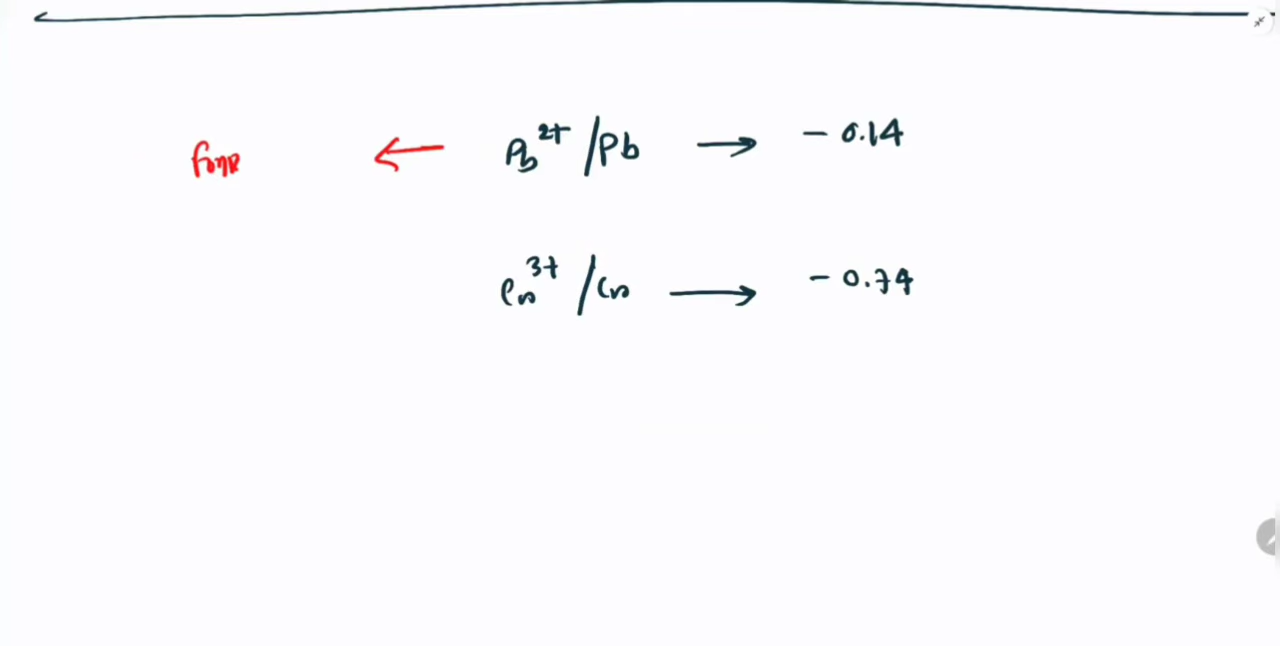 Pb²⁺/Pb → - 0.14
Cr³⁺/Cr → - 0.74